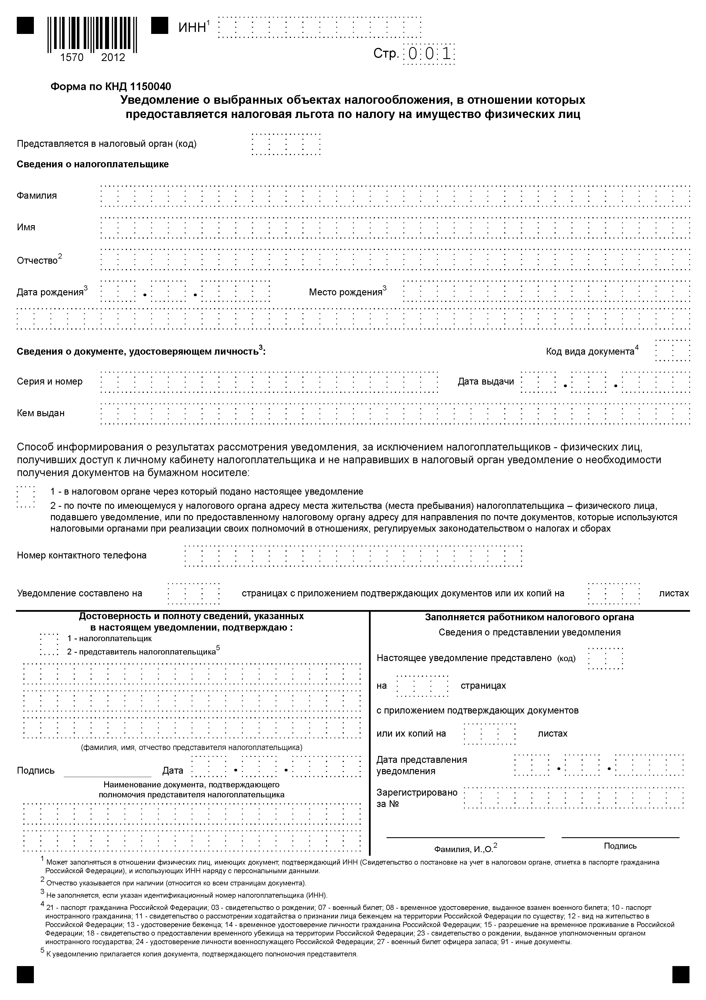 ИНН1
1570 2012
Стр. 001
Форма по КНД 1150040
Уведомление о выбранных объектах налогообложения, в отношении которых
предоставляется налоговая льгота по налогу на имущество физических лиц
Представляется в налоговый орган (код)
Сведения о налогоплательщике
Фамилия
Имя
Отчество2
Дата рождения3 . . Место рождения3
Сведения о документе, удостоверяющем личность3: Код вида документа4
Серия и номер Дата выдачи . .
Кем выдан
Способ информирования о результатах рассмотрения уведомления, за исключением налогоплательщиков - физических лиц,
получивших доступ к личному кабинету налогоплательщика и не направивших в налоговый орган уведомление о необходимости
получения документов на бумажном носителе:
1 - в налоговом органе через который подано настоящее уведомление
2 - по почте по имеющемуся у налогового органа адресу места жительства (места пребывания) налогоплательщика – физического лица,
подавшего уведомление, или по предоставленному налоговому органу адресу для направления по почте документов, которые используются
налоговыми органами при реализации своих полномочий в отношениях, регулируемых законодательством о налогах и сборах
Номер контактного телефона
Уведомление составлено на страницах с приложением подтверждающих документов или их копий на листах
Достоверность и полноту сведений, указанных
в настоящем уведомлении, подтверждаю :
1 - налогоплательщик
2 - представитель налогоплательщика5
(фамилия, имя, отчество представителя налогоплательщика)
Подпись Дата . .
Наименование документа, подтверждающего
полномочия представителя налогоплательщика
Заполняется работником налогового органа
Сведения о представлении уведомления
Настоящее уведомление представлено (код)
на страницах
с приложением подтверждающих документов
или их копий на листах
Дата представления
уведомления . .
Зарегистрировано
за №
Фамилия, И.,О.2 Подпись
1 Может заполняться в отношении физических лиц, имеющих документ, подтверждающий ИНН (Свидетельство о постановке на учет в налоговом органе, отметка в паспорте гражданина
Российской Федерации), и использующих ИНН наряду с персональными данными.
2 Отчество указывается при наличии (относится ко всем страницам документа).
3 Не заполняется, если указан идентификационный номер налогоплательщика (ИНН).
4 21 - паспорт гражданина Российской Федерации; 03 - свидетельство о рождении; 07 - военный билет; 08 - временное удостоверение, выданное взамен военного билета; 10 - паспорт
иностранного гражданина; 11 - свидетельство о рассмотрении ходатайства о признании лица беженцем на территории Российской Федерации по существу; 12 - вид на жительство в
Российской Федерации; 13 - удостоверение беженца; 14 - временное удостоверение личности гражданина Российской Федерации; 15 - разрешение на временное проживание в Российской
Федерации; 18 - свидетельство о предоставлении временного убежища на территории Российской Федерации; 23 - свидетельство о рождении, выданное уполномоченным органом
иностранного государства; 24 - удостоверение личности военнослужащего Российской Федерации; 27 - военный билет офицера запаса; 91 - иные документы.
5 К уведомлению прилагается копия документа, подтверждающего полномочия представителя.